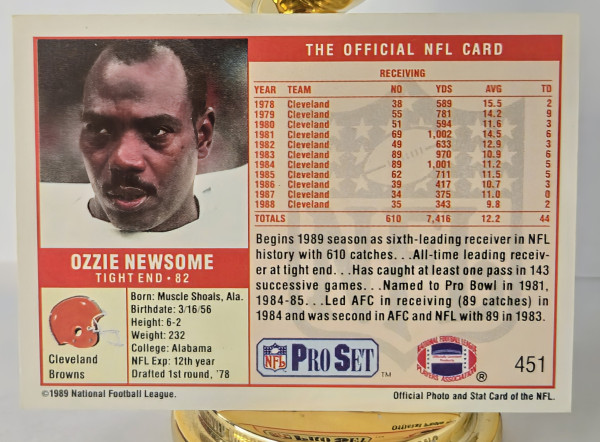 THE OFFICIAL NFL CARD
RECEIVING
YEAR TEAM NO YDS AVG TD
1978 Cleveland 38 589 15.5 2
1979 Cleveland 55 781 14.2 9
1980 Cleveland 51 594 11.6 3
1981 Cleveland 69 1,002 14.5 6
1982 Cleveland 49 633 12.9 3
1983 Cleveland 89 970 10.9 6
1984 Cleveland 89 1,001 11.2 5
1985 Cleveland 62 711 11.5 5
1986 Cleveland 39 417 10.7 3
1987 Cleveland 34 375 11.0 0
1988 Cleveland 35 343 9.8 2
TOTALS 610 7,416 12.2 44
OZZIE NEWSOME
TIGHT END • 82
Born: Muscle Shoals, Ala.
Birthdate: 3/16/56
Height: 6-2
Weight: 232
College: Alabama
NFL Exp: 12th year
Drafted 1st round, '78
Cleveland
Browns
Begins 1989 season as sixth-leading receiver in NFL
history with 610 catches. . .All-time leading receiv-
er at tight end. . .Has caught at least one pass in 143
successive games. . .Named to Pro Bowl in 1981,
1984-85. . .Led AFC in receiving (89 catches) in
1984 and was second in AFC and NFL with 89 in 1983.
NFL PRO SET ™
NATIONAL FOOTBALL LEAGUE
PLAYERS ASSOCIATION
®
451
©1989 National Football League.
Official Photo and Stat Card of the NFL.